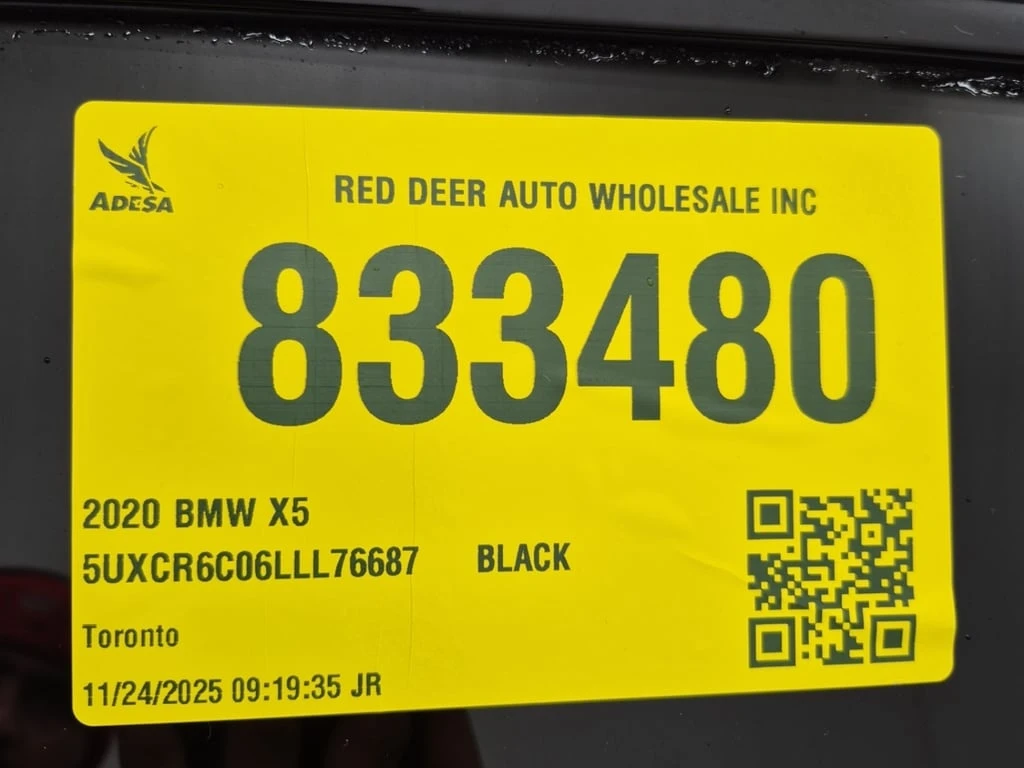 ADESA
RED DEER AUTO WHOLESALE INC
833480
2020 BMW X5
5UXCR6C06LLL76687 BLACK
Toronto
11/24/2025 09:19:35 JR